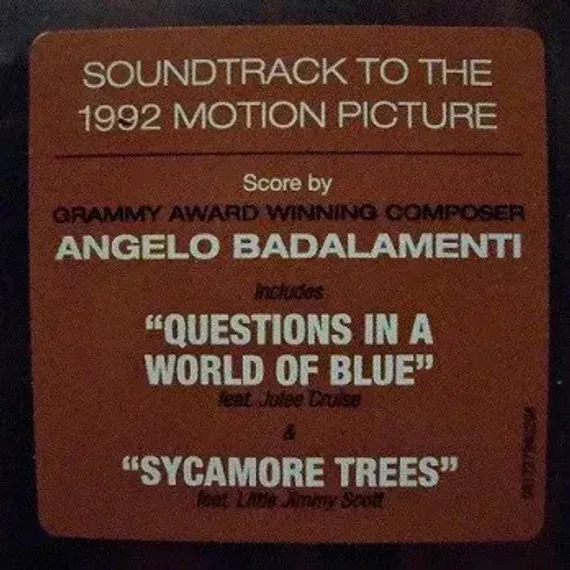 SOUNDTRACK TO THE
1992 MOTION PICTURE
Score by
GRAMMY AWARD WINNING COMPOSER
ANGELO BADALAMENTI
Includes
"QUESTIONS IN A
WORLD OF BLUE"
feat. Julee Cruise
&
"SYCAMORE TREES"
feat. Little Jimmy Scott